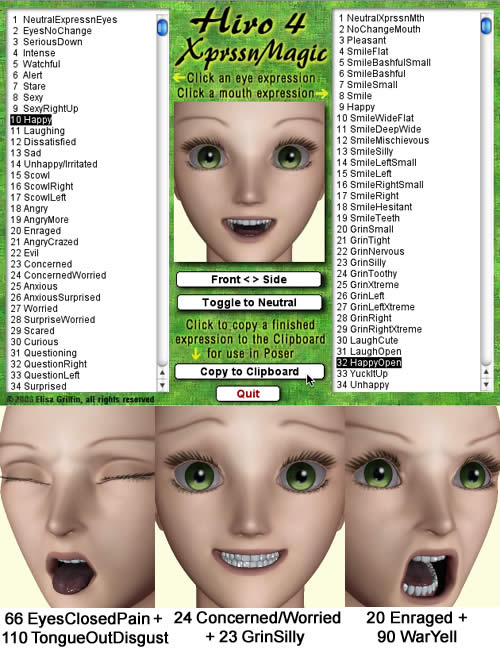 1 NeutralExpressnEyes
2 EyesNoChange
3 SeriousDown
4 Intense
5 Watchful
6 Alert
7 Stare
8 Sexy
9 SexyRightUp
10 Happy
11 Laughing
12 Dissatisfied
13 Sad
14 Unhappy/Irritated
15 Scowl
16 ScowlRight
17 ScowlLeft
18 Angry
19 AngryMore
20 Enraged
21 AngryCrazed
22 Evil
23 Concerned
24 ConcernedWorried
25 Anxious
26 AnxiousSurprised
27 Worried
28 SurpriseWorried
29 Scared
30 Curious
31 Questioning
32 QuestionRight
33 QuestionLeft
34 Surprised
© 2006 Elisa Griffin, all rights reserved
Hiro 4
XprssnMagic
Click an eye expression
Click a mouth expression
Front <> Side
Toggle to Neutral
Click to copy a finished
expression to the Clipboard
for use in Poser
Copy to Clipboard
Quit
1 NeutralXprssnMth
2 NoChangeMouth
3 Pleasant
4 SmileFlat
5 SmileBashfulSmall
6 SmileBashful
7 SmileSmall
8 Smile
9 Happy
10 SmileWideFlat
11 SmileDeepWide
12 SmileMischievous
13 SmileSilly
14 SmileLeftSmall
15 SmileLeft
16 SmileRightSmall
17 SmileRight
18 SmileHesitant
19 SmileTeeth
20 GrinSmall
21 GrinTight
22 GrinNervous
23 GrinSilly
24 GrinToothy
25 GrinXtreme
26 GrinLeft
27 GrinLeftXtreme
28 GrinRight
29 GrinRightXtreme
30 LaughCute
31 LaughOpen
32 HappyOpen
33 YuckItUp
34 Unhappy
66 EyesClosedPain +
110 TongueOutDisgust
24 Concerned/Worried
+ 23 GrinSilly
20 Enraged +
90 WarYell